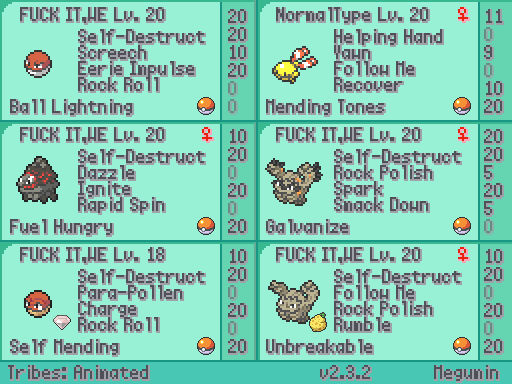 FUCK IT,WE Lv. 20
20
Self-Destruct
20
Screech
10
Eerie Impulse
20
Rock Roll
0
Ball Lightning
20
NormalType Lv. 20 ♀
11
Helping Hand
0
Yawn
9
Follow Me
0
Recover
10
Mending Tones
20
FUCK IT,WE Lv. 20 ♀
10
Self-Destruct
20
Dazzle
0
Ignite
20
Rapid Spin
0
Fuel Hungry
20
FUCK IT,WE Lv. 20 ♀
20
Self-Destruct
20
Rock Polish
5
Spark
20
Smack Down
5
Galvanize
0
FUCK IT,WE Lv. 18
10
Self-Destruct
20
Para-Pollen
0
Charge
20
Rock Roll
0
Self Mending
20
FUCK IT,WE Lv. 20 ♀
10
Self-Destruct
20
Follow Me
0
Rock Polish
20
Rumble
0
Unbreakable
20
Tribes: Animated
v2.3.2
Megumin